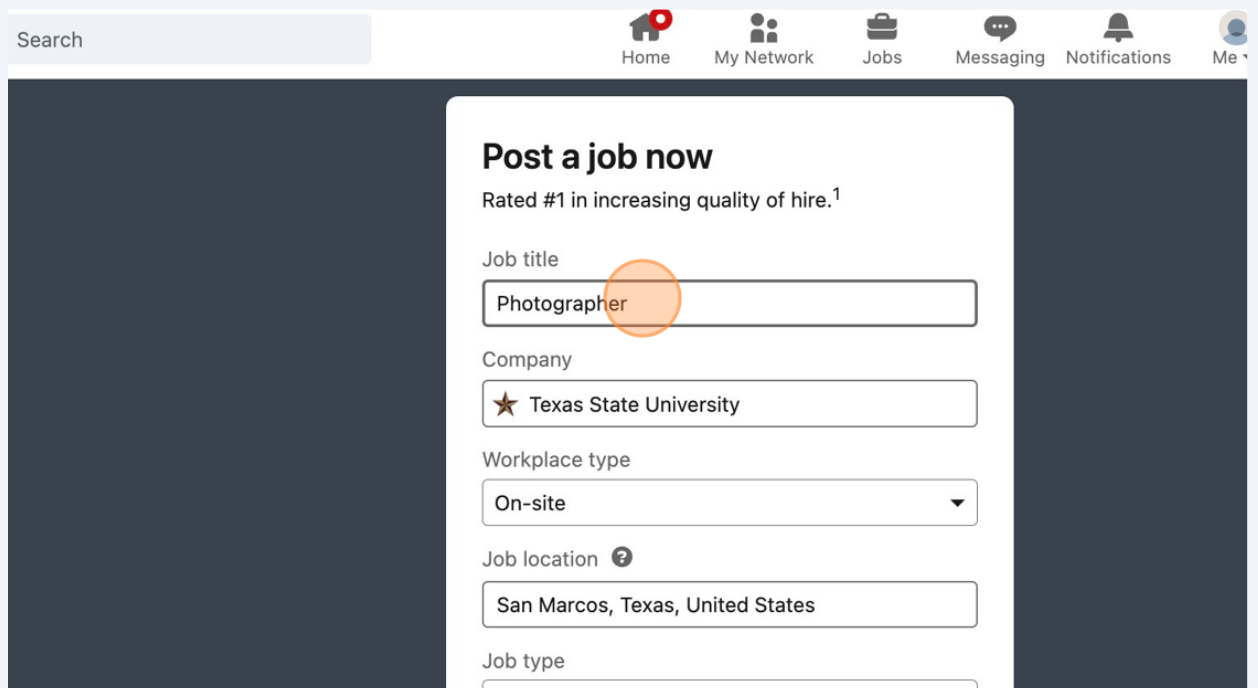 Search
Home
My Network
Jobs
Messaging
Notifications
Me
Post a job now
Rated #1 in increasing quality of hire.1
Job title
Photographer
Company
Texas State University
Workplace type
On-site
Job location ?
San Marcos, Texas, United States
Job type